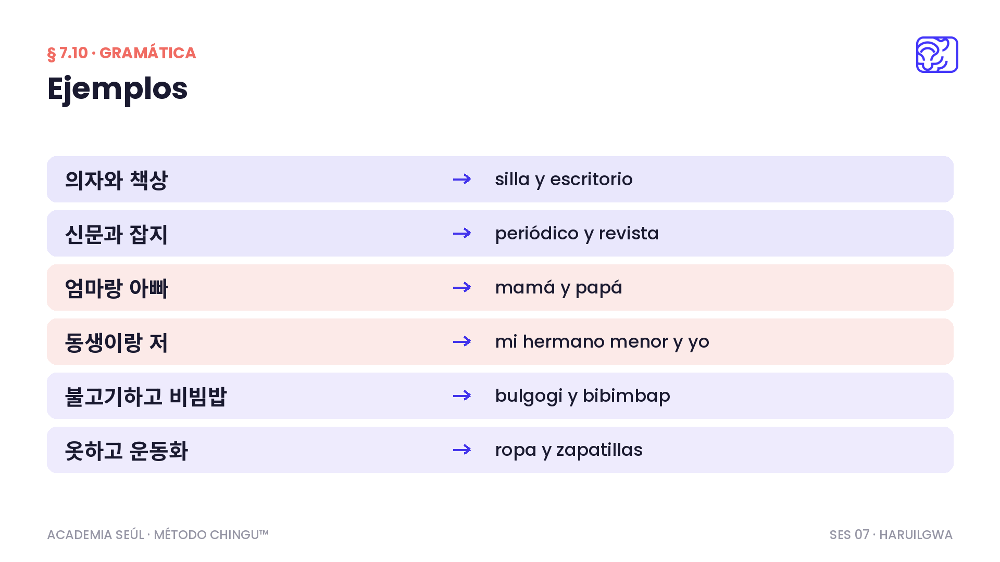 § 7.10 · GRAMÁTICA
Ejemplos
의자와 책상 → silla y escritorio
신문과 잡지 → periódico y revista
엄마랑 아빠 → mamá y papá
동생이랑 저 → mi hermano menor y yo
불고기하고 비빔밥 → bulgogi y bibimbap
옷하고 운동화 → ropa y zapatillas
ACADEMIA SEÚL · MÉTODO CHINGU™
SES 07 · HARUILGWA